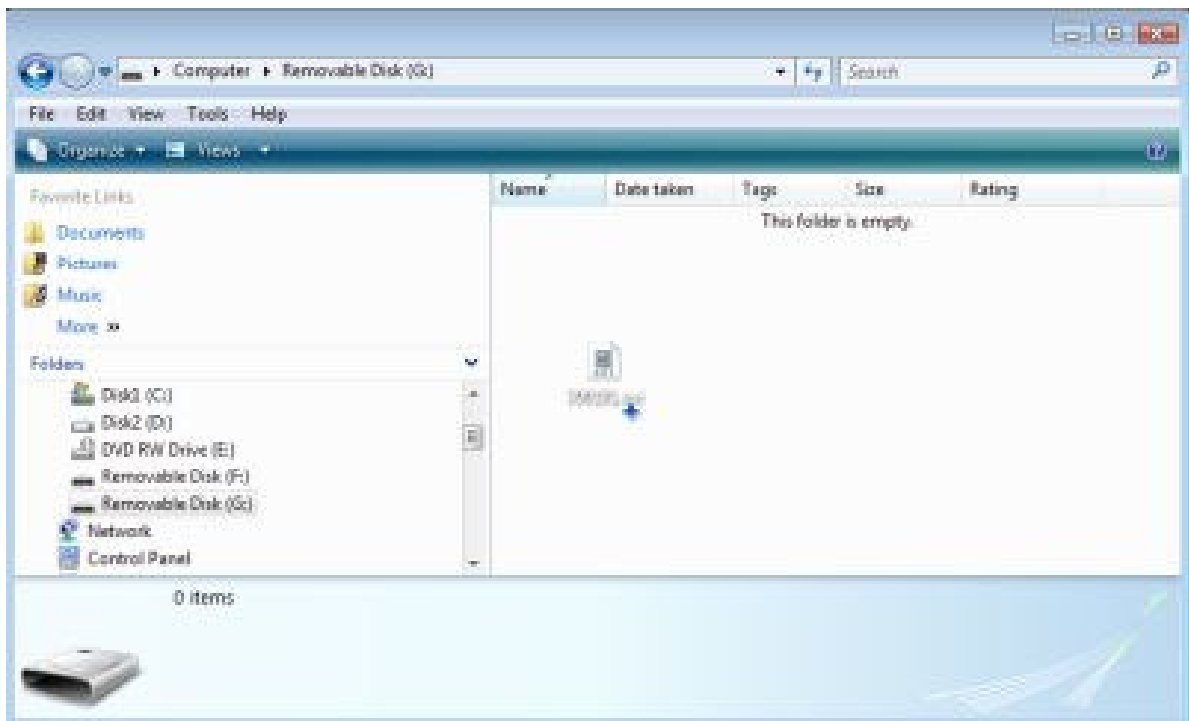 Computer ▸ Removable Disk (G:)
Search
File Edit View Tools Help
Organize Views
Favorite Links
Documents
Pictures
Music
More »
Folders
Disk1 (C:)
Disk2 (D:)
DVD RW Drive (E:)
Removable Disk (F:)
Removable Disk (G:)
Network
Control Panel
Name Date taken Tags Size Rating
This folder is empty.
0 items